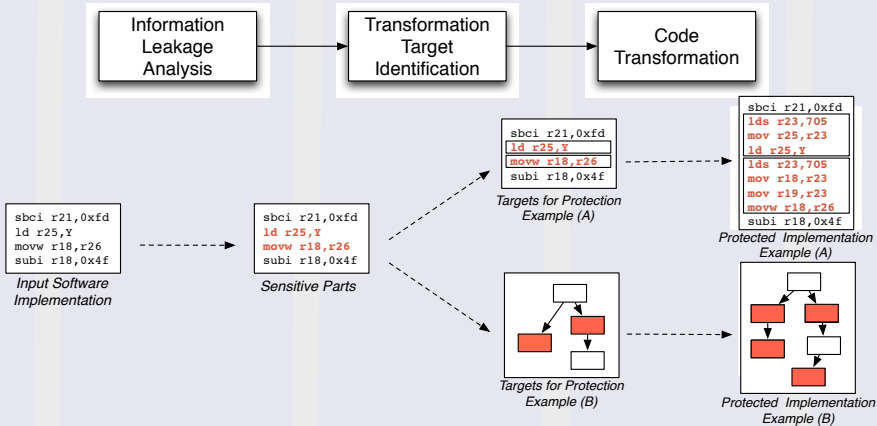 Information
Leakage
Analysis
Transformation
Target
Identification
Code
Transformation
sbci r21,0xfd
ld r25,Y
movw r18,r26
subi r18,0x4f
Input Software
Implementation
sbci r21,0xfd
ld r25,Y
movw r18,r26
subi r18,0x4f
Sensitive Parts
sbci r21,0xfd
ld r25,Y
movw r18,r26
subi r18,0x4f
Targets for Protection
Example (A)
sbci r21,0xfd
lds r23,705
mov r25,r23
ld r25,Y
lds r23,705
mov r18,r23
mov r19,r23
movw r18,r26
subi r18,0x4f
Protected Implementation
Example (A)
Targets for Protection
Example (B)
Protected Implementation
Example (B)